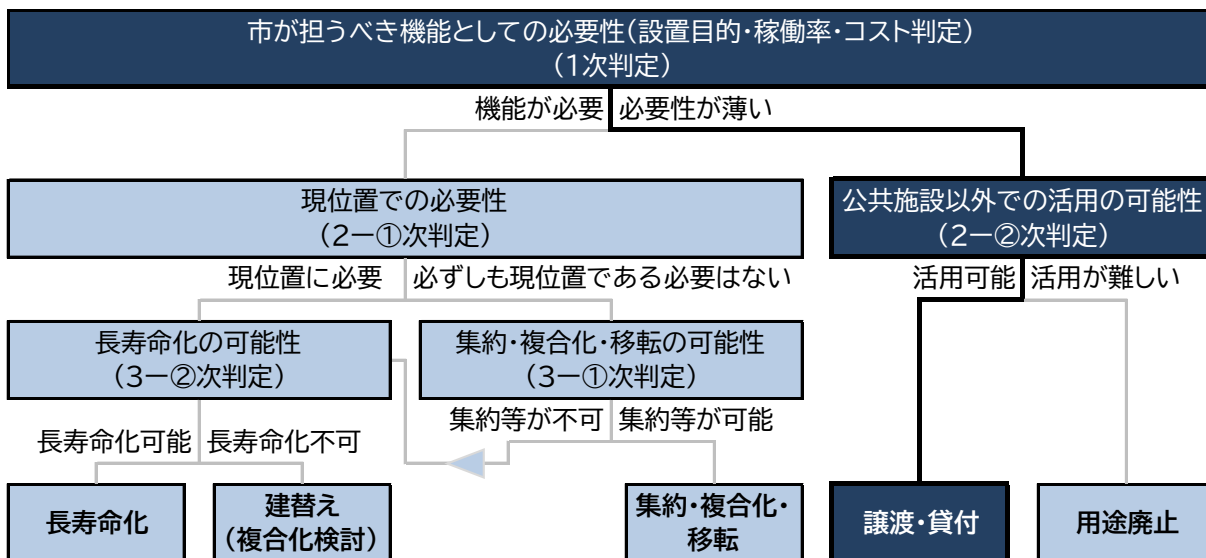 市が担うべき機能としての必要性(設置目的・稼働率・コスト判定)
(1次判定)
機能が必要
必要性が薄い
現位置での必要性
(2ー①次判定)
公共施設以外での活用の可能性
(2ー②次判定)
現位置に必要
必ずしも現位置である必要はない
活用可能
活用が難しい
長寿命化の可能性
(3ー②次判定)
集約・複合化・移転の可能性
(3ー①次判定)
集約等が不可
集約等が可能
長寿命化可能
長寿命化不可
長寿命化
建替え
(複合化検討)
集約・複合化・
移転
譲渡・貸付
用途廃止